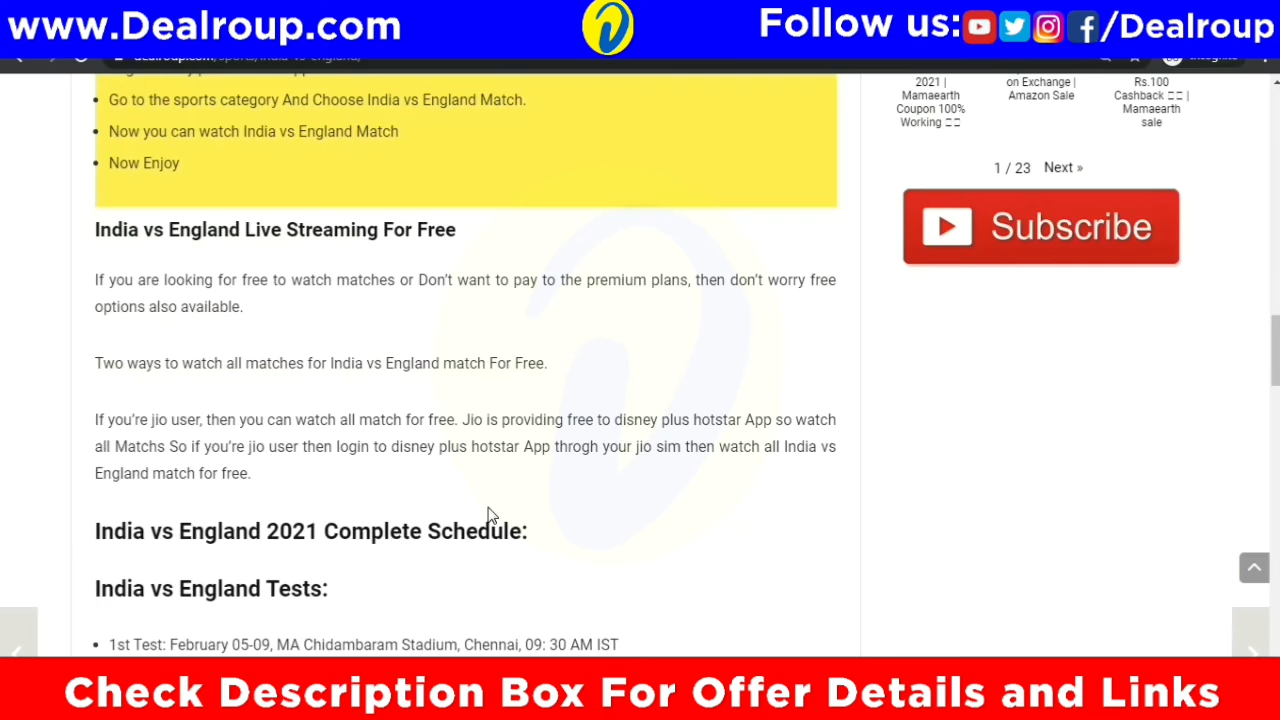 www.Dealroup.com
Follow us: /Dealroup
Go to the sports category And Choose India vs England Match.
Now you can watch India vs England Match
Now Enjoy
India vs England Live Streaming For Free
If you are looking for free to watch matches or Don't want to pay to the premium plans, then don't worry free
options also available.
Two ways to watch all matches for India vs England match For Free.
If you're jio user, then you can watch all match for free. Jio is providing free to disney plus hotstar App so watch
all Matchs So if you're jio user then login to disney plus hotstar App throgh your jio sim then watch all India vs
England match for free.
India vs England 2021 Complete Schedule:
India vs England Tests:
1st Test: February 05-09, MA Chidambaram Stadium, Chennai, 09: 30 AM IST
2021 |
Mamaearth
Coupon 100%
Working
on Exchange |
Amazon Sale
Rs.100
Cashback |
Mamaearth
sale
1 / 23 Next »
Subscribe
Check Description Box For Offer Details and Links